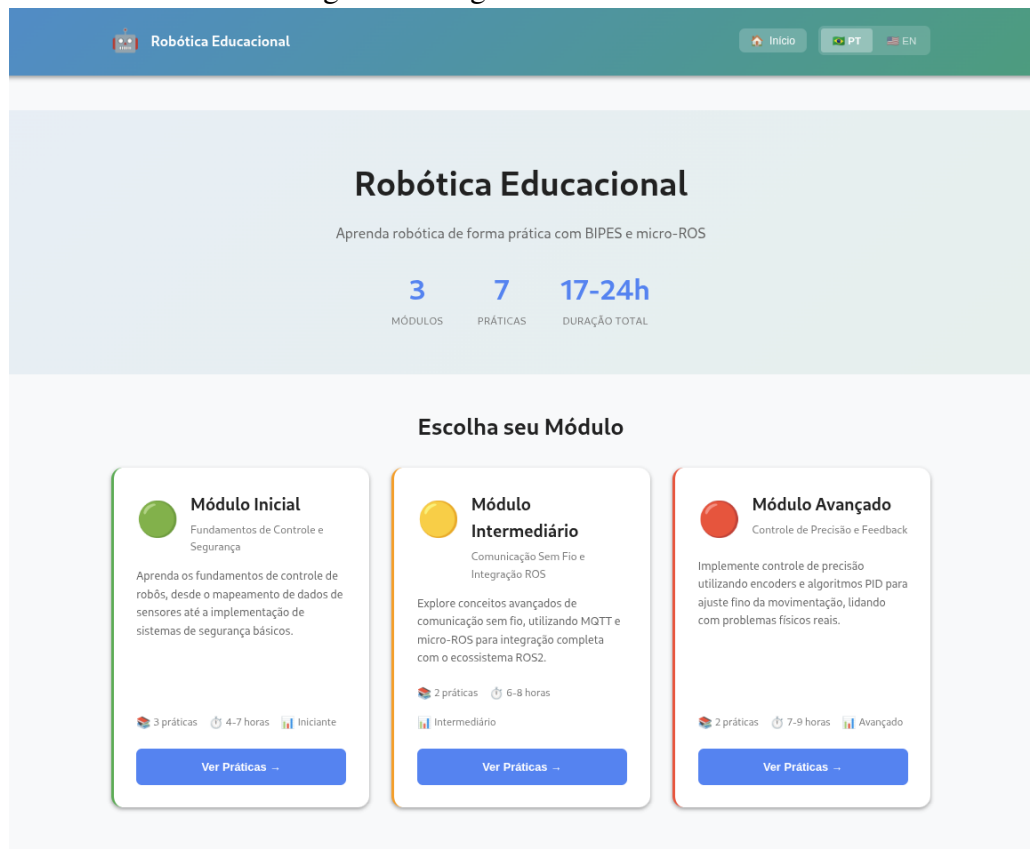 Robótica Educacional
Início
PT
EN
Robótica Educacional
Aprenda robótica de forma prática com BIPES e micro-ROS
3
MÓDULOS
7
PRÁTICAS
17-24h
DURAÇÃO TOTAL
Escolha seu Módulo
Módulo Inicial
Fundamentos de Controle e
Segurança
Aprenda os fundamentos de controle de
robôs, desde o mapeamento de dados de
sensores até a implementação de
sistemas de segurança básicos.
3 práticas
4-7 horas
Iniciante
Ver Práticas →
Módulo
Intermediário
Comunicação Sem Fio e
Integração ROS
Explore conceitos avançados de
comunicação sem fio, utilizando MQTT e
micro-ROS para integração completa
com o ecossistema ROS2.
2 práticas
6-8 horas
Intermediário
Ver Práticas →
Módulo Avançado
Controle de Precisão e Feedback
Implemente controle de precisão
utilizando encoders e algoritmos PID para
ajuste fino da movimentação, lidando
com problemas físicos reais.
2 práticas
7-9 horas
Avançado
Ver Práticas →